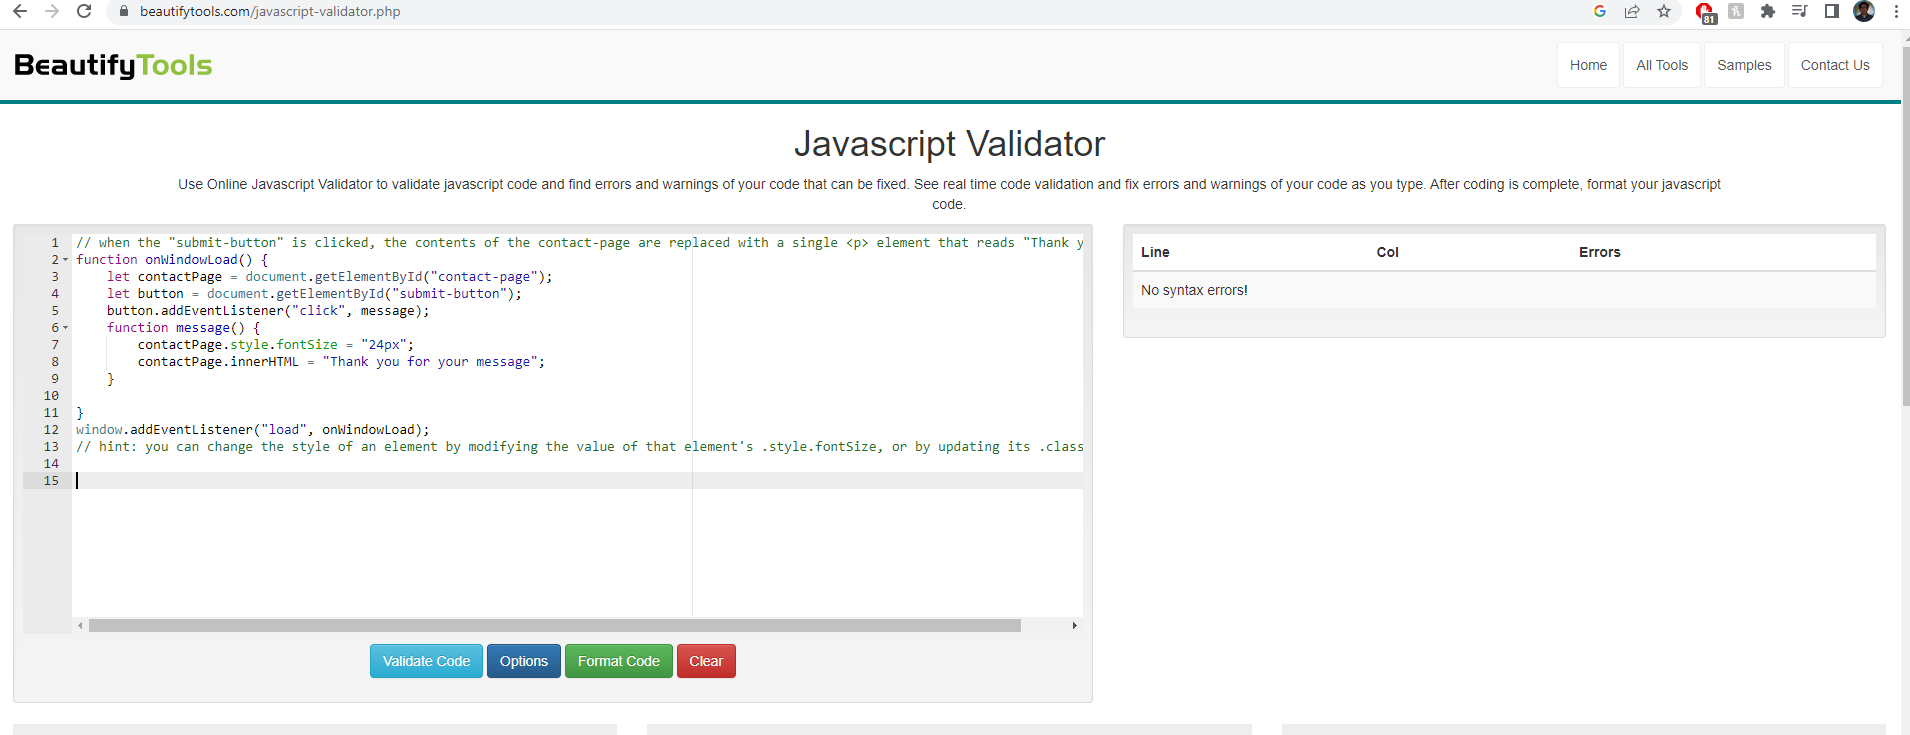 beautifytools.com/javascript-validator.php
81
BeautifyTools
Home All Tools Samples Contact Us
Javascript Validator
Use Online Javascript Validator to validate javascript code and find errors and warnings of your code that can be fixed. See real time code validation and fix errors and warnings of your code as you type. After coding is complete, format your javascript
code.
1 // when the "submit-button" is clicked, the contents of the contact-page are replaced with a single <p> element that reads "Thank y
2 function onWindowLoad() {
3 let contactPage = document.getElementById("contact-page");
4 let button = document.getElementById("submit-button");
5 button.addEventListener("click", message);
6 function message() {
7 contactPage.style.fontSize = "24px";
8 contactPage.innerHTML = "Thank you for your message";
9 }
10
11 }
12 window.addEventListener("load", onWindowLoad);
13 // hint: you can change the style of an element by modifying the value of that element's .style.fontSize, or by updating its .class
14
15
Line Col Errors
No syntax errors!
Validate Code Options Format Code Clear